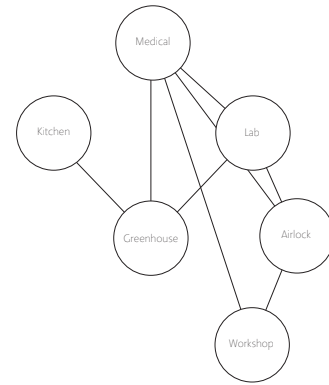 Medical
Kitchen
Lab
Greenhouse
Airlock
Workshop